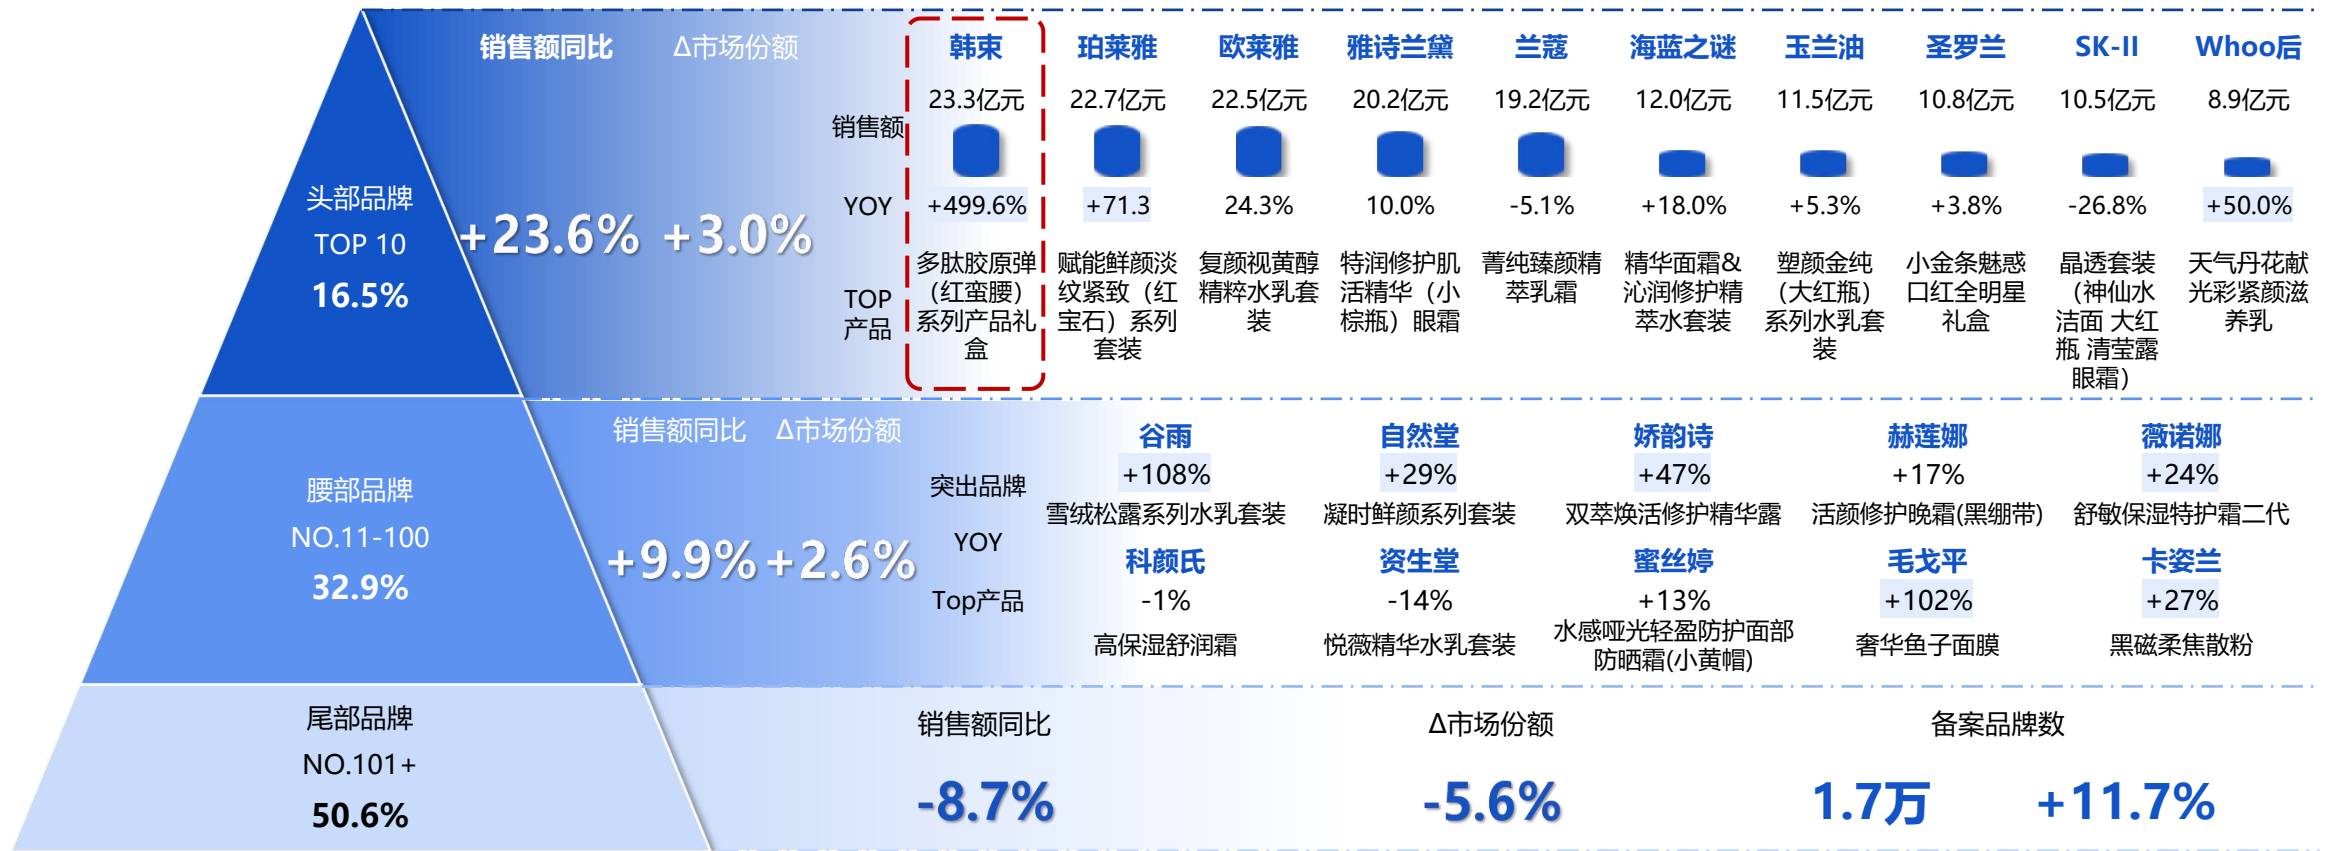 头部品牌
TOP 10
16.5%
销售额同比
Δ市场份额
+23.6%
+3.0%
销售额
YOY
TOP
产品
韩束
23.3亿元
+499.6%
多肽胶原弹
（红蛮腰）
系列产品礼
盒
珀莱雅
22.7亿元
+71.3
赋能鲜颜淡
纹紧致（红
宝石）系列
套装
欧莱雅
22.5亿元
24.3%
复颜视黄醇
精粹水乳套
装
雅诗兰黛
20.2亿元
10.0%
特润修护肌
活精华（小
棕瓶）眼霜
兰蔻
19.2亿元
-5.1%
菁纯臻颜精
萃乳霜
海蓝之谜
12.0亿元
+18.0%
精华面霜&
沁润修护精
萃水套装
玉兰油
11.5亿元
+5.3%
塑颜金纯
（大红瓶）
系列水乳套
装
圣罗兰
10.8亿元
+3.8%
小金条魅惑
口红全明星
礼盒
SK-II
10.5亿元
-26.8%
晶透套装
（神仙水
洁面 大红
瓶 清莹露
眼霜）
Whoo后
8.9亿元
+50.0%
天气丹花献
光彩紧颜滋
养乳
腰部品牌
NO.11-100
32.9%
销售额同比
Δ市场份额
+9.9%
+2.6%
突出品牌
YOY
Top产品
谷雨
+108%
雪绒松露系列水乳套装
自然堂
+29%
凝时鲜颜系列套装
娇韵诗
+47%
双萃焕活修护精华露
赫莲娜
+17%
活颜修护晚霜(黑绷带)
薇诺娜
+24%
舒敏保湿特护霜二代
科颜氏
-1%
高保湿舒润霜
资生堂
-14%
悦薇精华水乳套装
蜜丝婷
+13%
水感哑光轻盈防护面部
防晒霜(小黄帽)
毛戈平
+102%
奢华鱼子面膜
卡姿兰
+27%
黑磁柔焦散粉
尾部品牌
NO.101+
50.6%
销售额同比
-8.7%
Δ市场份额
-5.6%
备案品牌数
1.7万
+11.7%